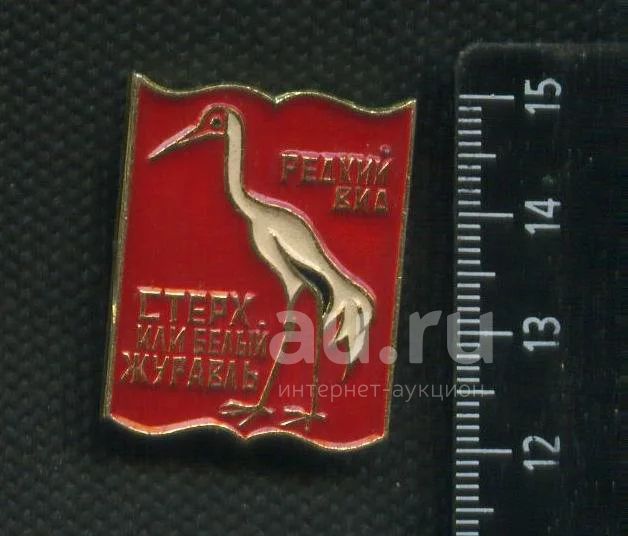 РЕДКИЙ
ВИД
СТЕРХ
ИЛИ БЕЛЫЙ
ЖУРАВЛЬ
au.ru
интернет-аукцион
15
14
13
12